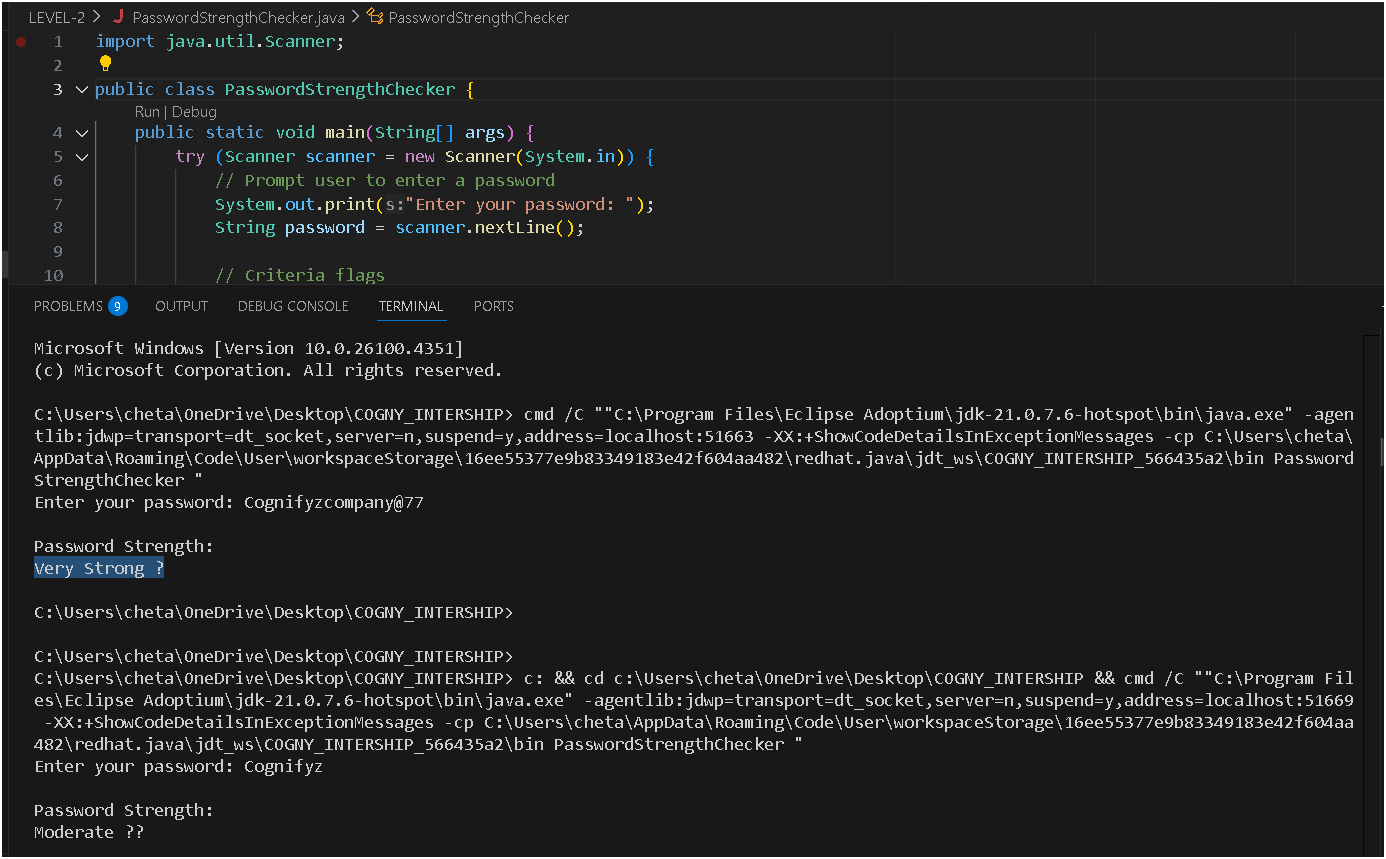 LEVEL-2 > PasswordStrengthChecker.java > PasswordStrengthChecker
1 import java.util.Scanner;
2
3 public class PasswordStrengthChecker {
Run | Debug
4 public static void main(String[] args) {
5 try (Scanner scanner = new Scanner(System.in)) {
6 // Prompt user to enter a password
7 System.out.print(s:"Enter your password: ");
8 String password = scanner.nextLine();
9
10 // Criteria flags
PROBLEMS 9 OUTPUT DEBUG CONSOLE TERMINAL PORTS
Microsoft Windows [Version 10.0.26100.4351]
(c) Microsoft Corporation. All rights reserved.
C:\Users\cheta\OneDrive\Desktop\COGNY_INTERSHIP> cmd /C ""C:\Program Files\Eclipse Adoptium\jdk-21.0.7.6-hotspot\bin\java.exe" -agen
tlib:jdwp=transport=dt_socket,server=n,suspend=y,address=localhost:51663 -XX:+ShowCodeDetailsInExceptionMessages -cp C:\Users\cheta\
AppData\Roaming\Code\User\workspaceStorage\16ee55377e9b83349183e42f604aa482\redhat.java\jdt_ws\COGNY_INTERSHIP_566435a2\bin Password
StrengthChecker "
Enter your password: Cognifyzcompany@77
Password Strength:
Very Strong ?
C:\Users\cheta\OneDrive\Desktop\COGNY_INTERSHIP>
C:\Users\cheta\OneDrive\Desktop\COGNY_INTERSHIP>
C:\Users\cheta\OneDrive\Desktop\COGNY_INTERSHIP> c: && cd c:\Users\cheta\OneDrive\Desktop\COGNY_INTERSHIP && cmd /C ""C:\Program Fil
es\Eclipse Adoptium\jdk-21.0.7.6-hotspot\bin\java.exe" -agentlib:jdwp=transport=dt_socket,server=n,suspend=y,address=localhost:51669
-XX:+ShowCodeDetailsInExceptionMessages -cp C:\Users\cheta\AppData\Roaming\Code\User\workspaceStorage\16ee55377e9b83349183e42f604aa
482\redhat.java\jdt_ws\COGNY_INTERSHIP_566435a2\bin PasswordStrengthChecker "
Enter your password: Cognifyz
Password Strength:
Moderate ??